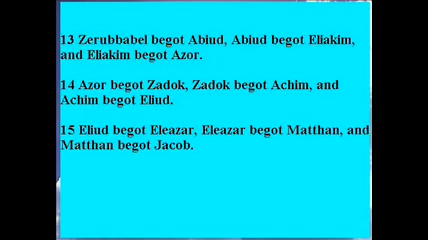 13 Zerubbabel begot Abiud, Abiud begot Eliakim,
and Eliakim begot Azor.
14 Azor begot Zadok, Zadok begot Achim, and
Achim begot Eliud.
15 Eliud begot Eleazar, Eleazar begot Matthan, and
Matthan begot Jacob.